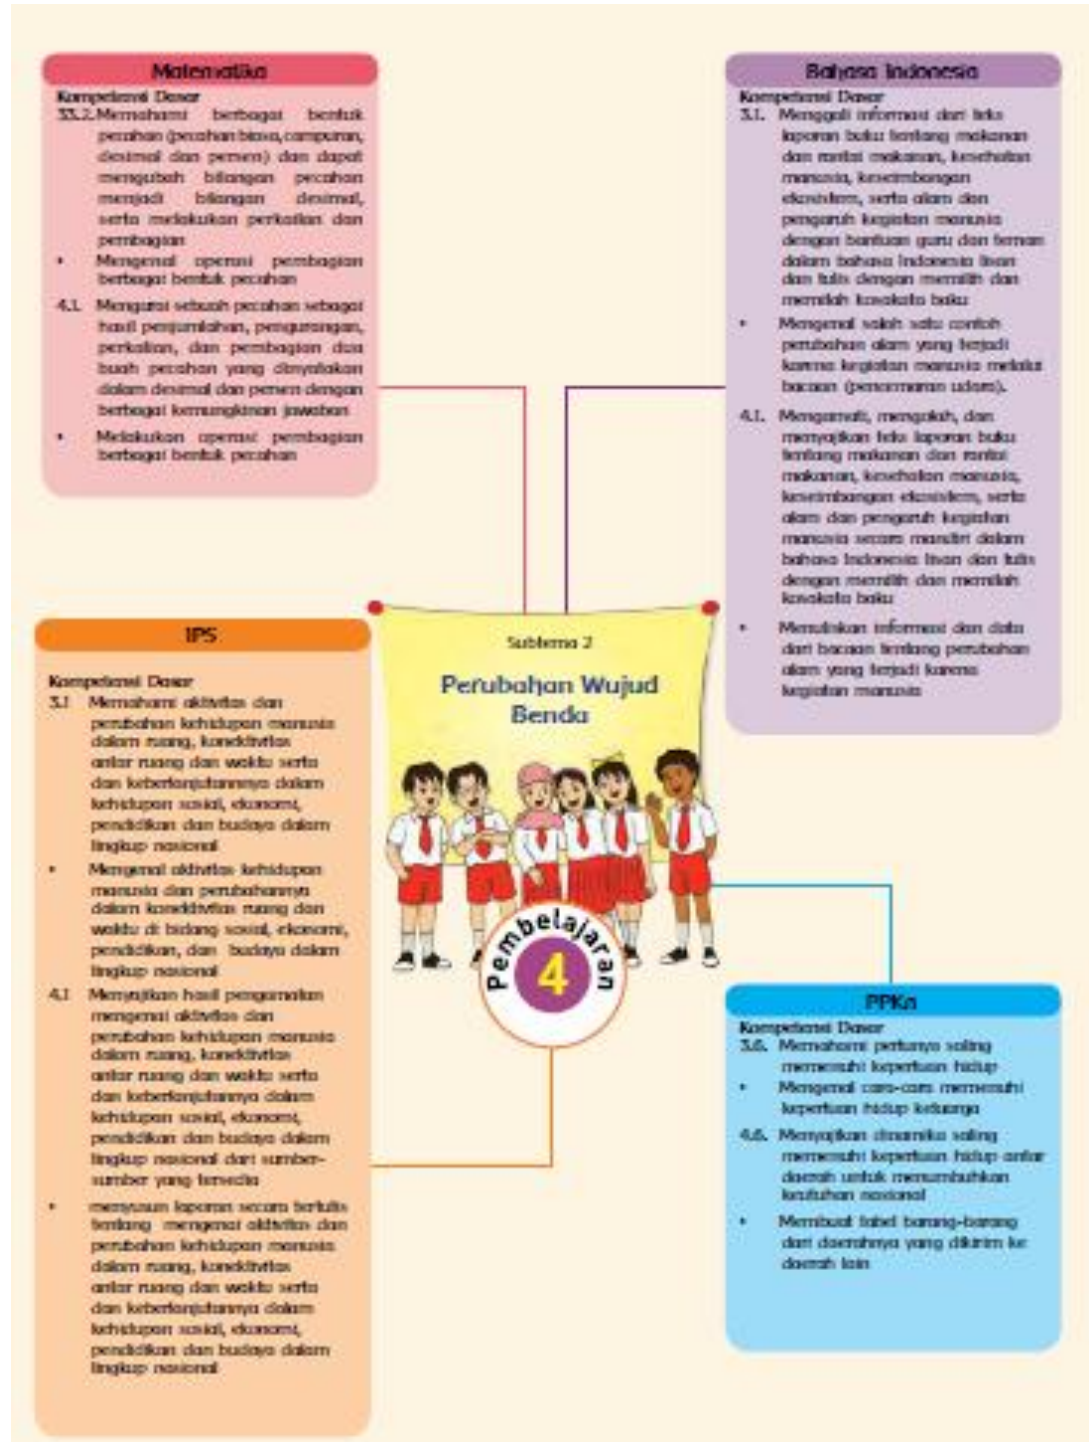 Matematika
Kompetensi Dasar
33.2. Memahami berbagai bentuk
pecahan (pecahan biasa, campuran,
desimal dan persen) dan dapat
mengubah bilangan pecahan
menjadi bilangan desimal,
serta melakukan perkailan dan
pembagian
• Mengenal operasi pembagian
berbagai bentuk pecahan
4.1. Mengurai sebuah pecahan sebagai
hasil penjumlahan, pengurangan,
perkalian, dan pembagian dua
buah pecahan yang dinyatakan
dalam desimal dan persen dengan
berbagai kemungkinan jawaban
• Melakukan operasi pembagian
berbagai bentuk pecahan
Bahasa Indonesia
Kompetensi Dasar
3.1. Menggali informasi dari teks
laporan buku tentang makanan
dan rantai makanan, kesehatan
manusia, keseimbangan
ekosistem, serta alam dan
pengaruh kegiatan manusia
dengan bantuan guru dan teman
dalam bahasa Indonesia lisan
dan tulis dengan memilih dan
memilah kosakata baku
• Mengenal salah satu contoh
perubahan alam yang terjadi
karena kegiatan manusia melalui
bacaan (pencemaran udara).
4.1. Mengamati, mengolah, dan
menyajikan teks laporan buku
tentang makanan dan rantai
makanan, kesehatan manusia,
keseimbangan ekosistem, serta
alam dan pengaruh kegiatan
manusia secara mandiri dalam
bahasa Indonesia lisan dan tulis
dengan memilih dan memilah
kosakata baku
• Menuliskan informasi dan data
dari bacaan tentang perubahan
alam yang terjadi karena
kegiatan manusia
Subtema 2
Perubahan Wujud
Benda
Pembelajaran
4
IPS
Kompetensi Dasar
3.1 Memahami aktivitas dan
perubahan kehidupan manusia
dalam ruang, konektivitas
antar ruang dan waktu serta
dan keberlanjutannnya dalam
kehidupan sosial, ekonomi,
pendidikan dan budaya dalam
lingkup nasional
• Mengenal aktivitas kehidupan
manusia dan perubahannya
dalam konektivitas ruang dan
waktu di bidang sosial, ekonomi,
pendidikan, dan budaya dalam
lingkup nasional
4.1 Menyajikan hasil pengamatan
mengenai aktivitas dan
perubahan kehidupan manusia
dalam ruang, konektivitas
antar ruang dan waktu serta
dan keberlanjutannya dalam
kehidupan sosial, ekonomi,
pendidikan dan budaya dalam
lingkup nasional dari sumber-
sumber yang tersedia
• menyusun laporan secara tertulis
tentang mengenai aktivitas dan
perubahan kehidupan manusia
dalam ruang, konektivitas
antar ruang dan waktu serta
dan keberlanjutannya dalam
kehidupan sosial, ekonomi,
pendidikan dan budaya dalam
lingkup nasional
PPKn
Kompetensi Dasar
3.6. Memahami perlunya saling
memenuhi keperluan hidup
• Mengenal cara-cara memenuhi
keperluan hidup keluarga
4.6. Menyajikan dinamika saling
memenuhi keperluan hidup antar
daerah untuk menumbuhkan
keutuhan nasional
• Membuat label barang-barang
dari daerahnya yang dikirim ke
daerah lain